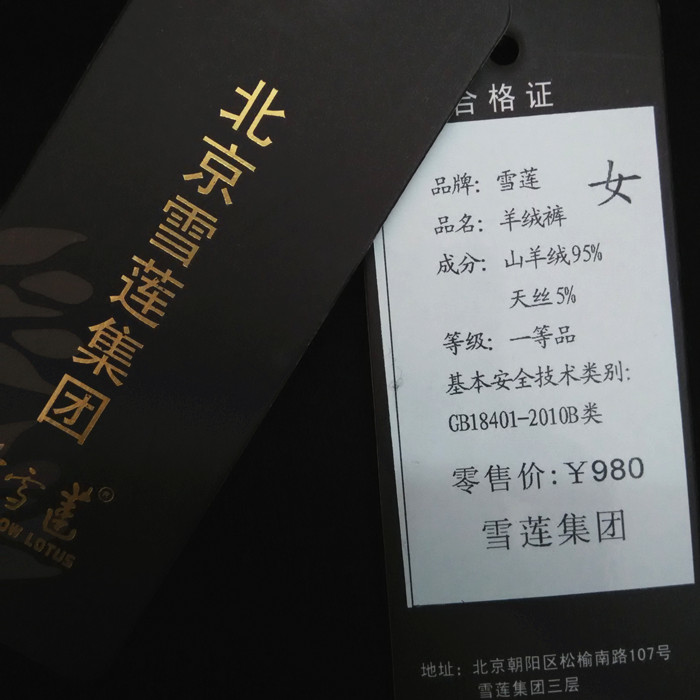 北京雪莲集团
雪莲®
OW LOTUS
合格证
女
品牌：雪莲
品名：羊绒裤
成分：山羊绒95%
天丝5%
等级：一等品
基本安全技术类别：
GB18401-2010B类
零售价：￥980
雪莲集团
地址：北京朝阳区松榆南路107号
雪莲集团三层